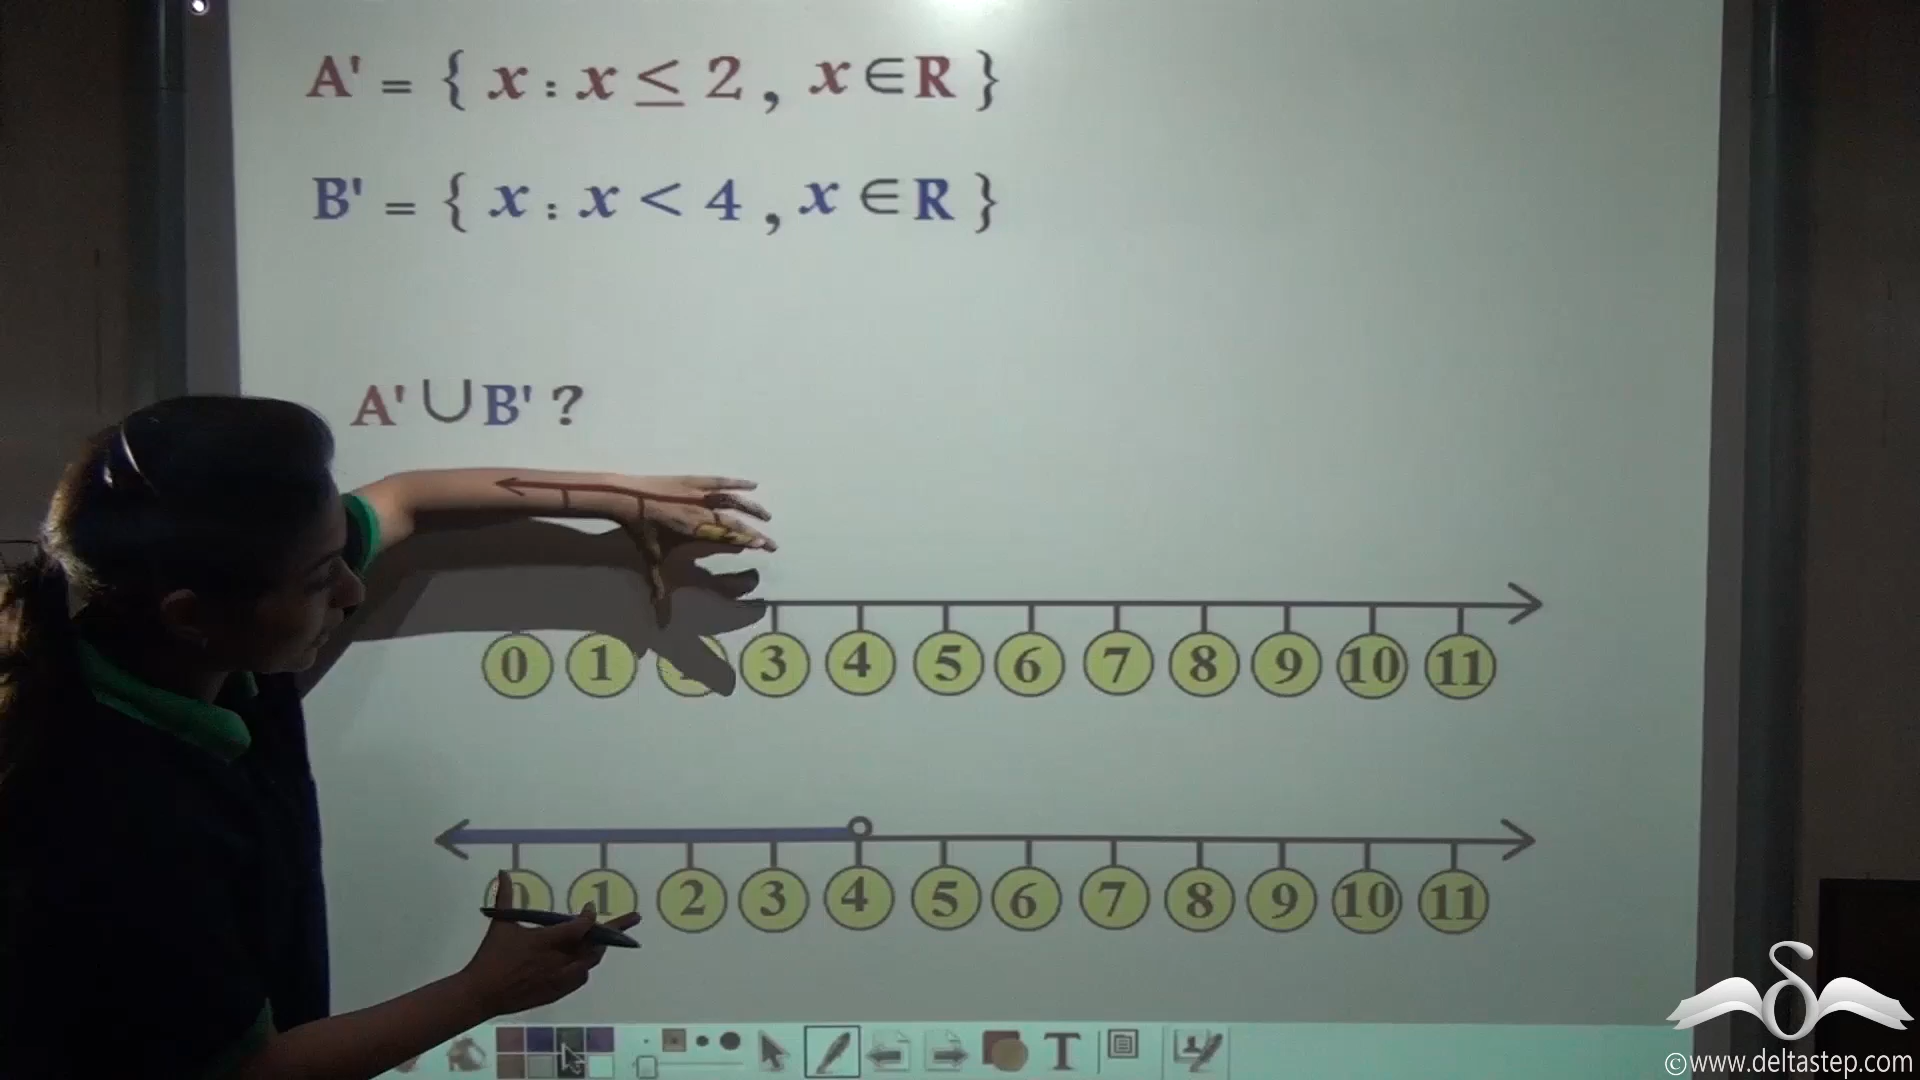 A' = { x : x ≤ 2 , x ∈ R }
B' = { x : x < 4 , x ∈ R }
A' ∪ B' ?
0 1 3 4 5 6 7 8 9 10 11
0 1 2 3 4 5 6 7 8 9 10 11
T
©www.deltastep.com